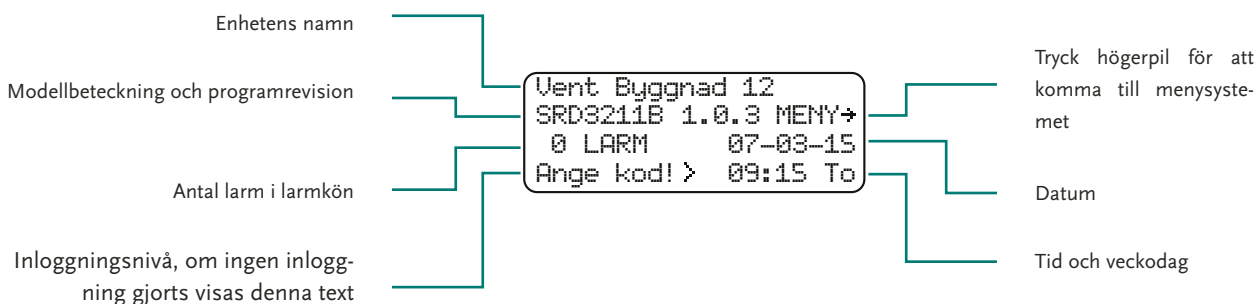 Enhetens namn
Modellbeteckning och programrevision
Antal larm i larmkön
Inloggningsnivå, om ingen inlogg-
ning gjorts visas denna text
Vent Byggnad 12
SRD3211B 1.0.3 MENY→
0 LARM 07-03-15
Ange kod!> 09:15 To
Tryck högerpil för att
komma till menysyste-
met
Datum
Tid och veckodag